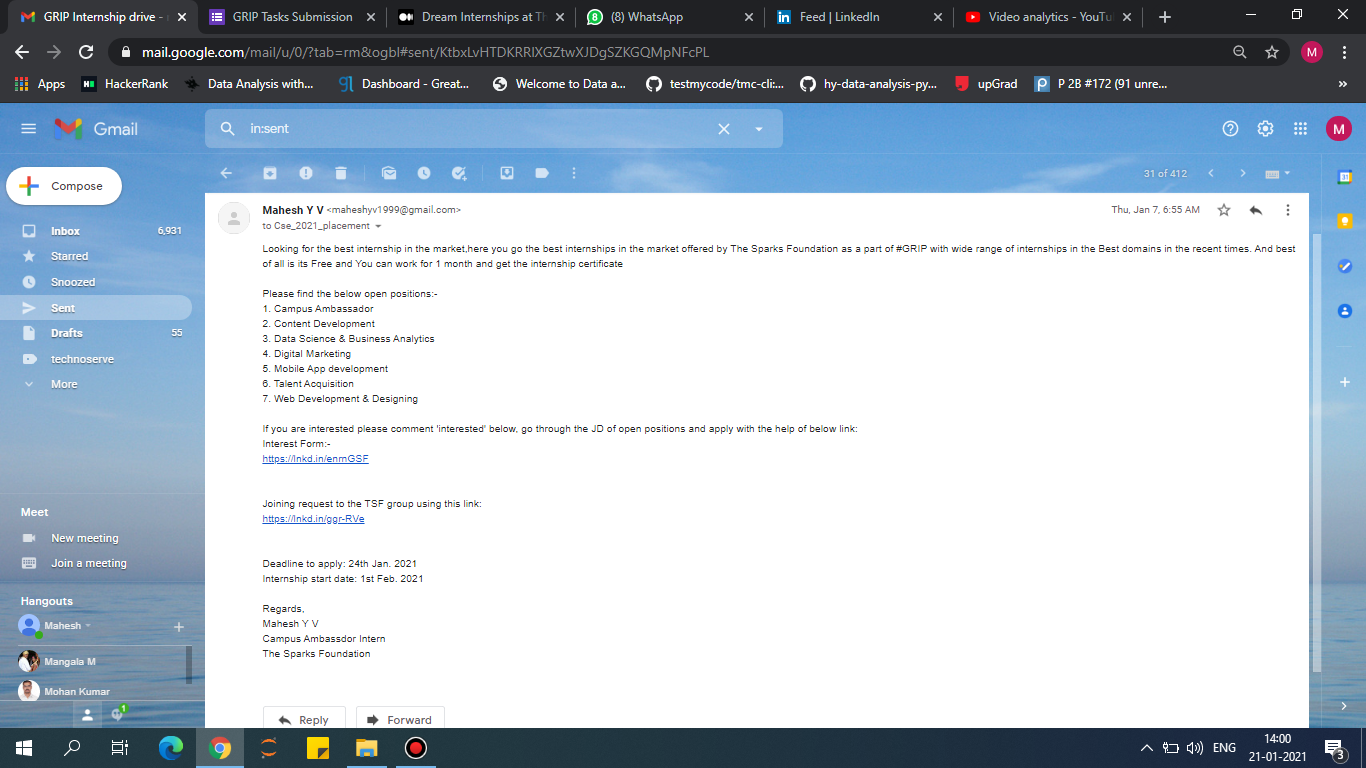 GRIP Internship drive -
GRIP Tasks Submission
Dream Internships at Th
(8) WhatsApp
Feed | LinkedIn
Video analytics - YouTu
mail.google.com/mail/u/0/?tab=rm&ogbl#sent/KtbxLvHTDKRRlXGZtwXJDgSZKGQMpNFcPL
M
Apps
HackerRank
Data Analysis with...
Dashboard - Great...
Welcome to Data a...
testmycode/tmc-cli:...
hy-data-analysis-py...
upGrad
P 2B #172 (91 unre...
Gmail
in:sent
M
Compose
31 of 412
Inbox 6,931
Starred
Snoozed
Sent
Drafts 55
technoserve
More
Meet
New meeting
Join a meeting
Hangouts
Mahesh
Mangala M
Mohan Kumar
1
Mahesh Y V <maheshyv1999@gmail.com>
Thu, Jan 7, 6:55 AM
to Cse_2021_placement
Looking for the best internship in the market,here you go the best internships in the market offered by The Sparks Foundation as a part of #GRIP with wide range of internships in the Best domains in the recent times. And best
of all is its Free and You can work for 1 month and get the internship certificate
Please find the below open positions:-
1. Campus Ambassador
2. Content Development
3. Data Science & Business Analytics
4. Digital Marketing
5. Mobile App development
6. Talent Acquisition
7. Web Development & Designing
If you are interested please comment 'interested' below, go through the JD of open positions and apply with the help of below link:
Interest Form:-
https://lnkd.in/enrnGSF
Joining request to the TSF group using this link:
https://lnkd.in/ggr-RVe
Deadline to apply: 24th Jan. 2021
Internship start date: 1st Feb. 2021
Regards,
Mahesh Y V
Campus Ambassdor Intern
The Sparks Foundation
Reply
Forward
ENG
14:00
21-01-2021
3